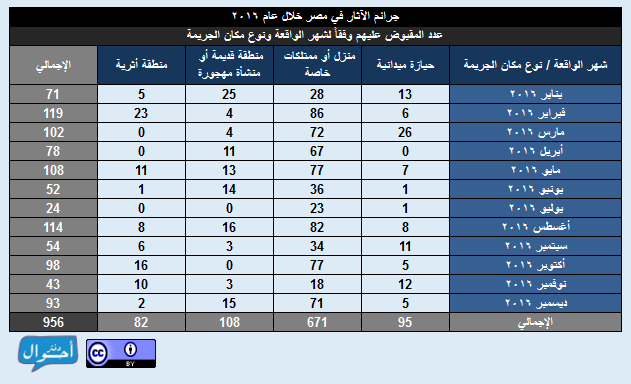 جرائم الآثار في مصر خلال عام ٢٠١٦
عدد المقبوض عليهم وفقاً لشهر الواقعة ونوع مكان الجريمة
شهر الواقعة / نوع مكان الجريمة حيازة ميدانية منزل أو ممتلكات خاصة منطقة قديمة أو منشأة مهجورة منطقة أثرية الإجمالي
يناير ٢٠١٦ 13 28 25 5 71
فبراير ٢٠١٦ 6 86 4 23 119
مارس ٢٠١٦ 26 72 4 0 102
أبريل ٢٠١٦ 0 67 11 0 78
مايو ٢٠١٦ 7 77 13 11 108
يونيو ٢٠١٦ 1 36 14 1 52
يوليو ٢٠١٦ 1 23 0 0 24
أغسطس ٢٠١٦ 8 82 16 8 114
سبتمبر ٢٠١٦ 11 34 3 6 54
أكتوبر ٢٠١٦ 5 77 0 16 98
نوفمبر ٢٠١٦ 12 18 3 10 43
ديسمبر ٢٠١٦ 5 71 15 2 93
الإجمالي 95 671 108 82 956
دفتر أحوال
cc BY